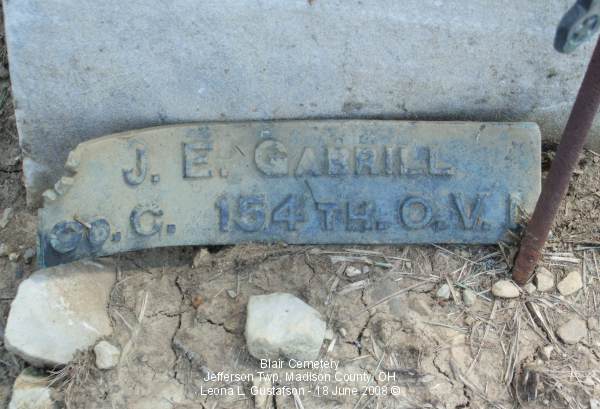 J. E. GABRILL
CO. C. 154TH. O. V. I
Blair Cemetery
Jefferson Twp, Madison County, OH
Leona L. Gustafson - 18 June 2008 ©